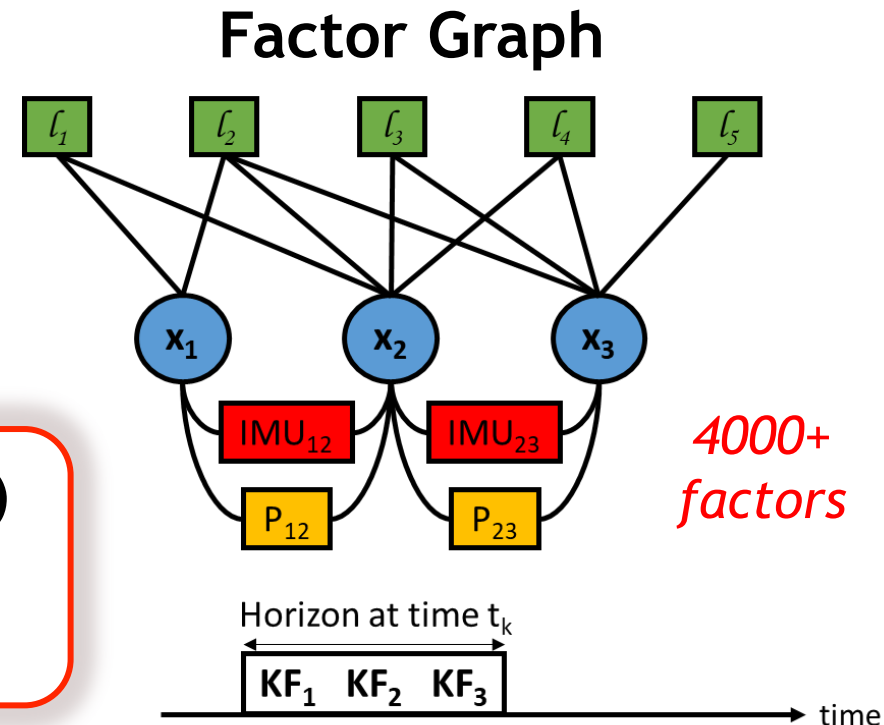 Factor Graph
l1 l2 l3 l4 l5
x1 x2 x3
IMU12 IMU23
4000+
factors
)
P12 P23
Horizon at time tk
KF1 KF2 KF3
time